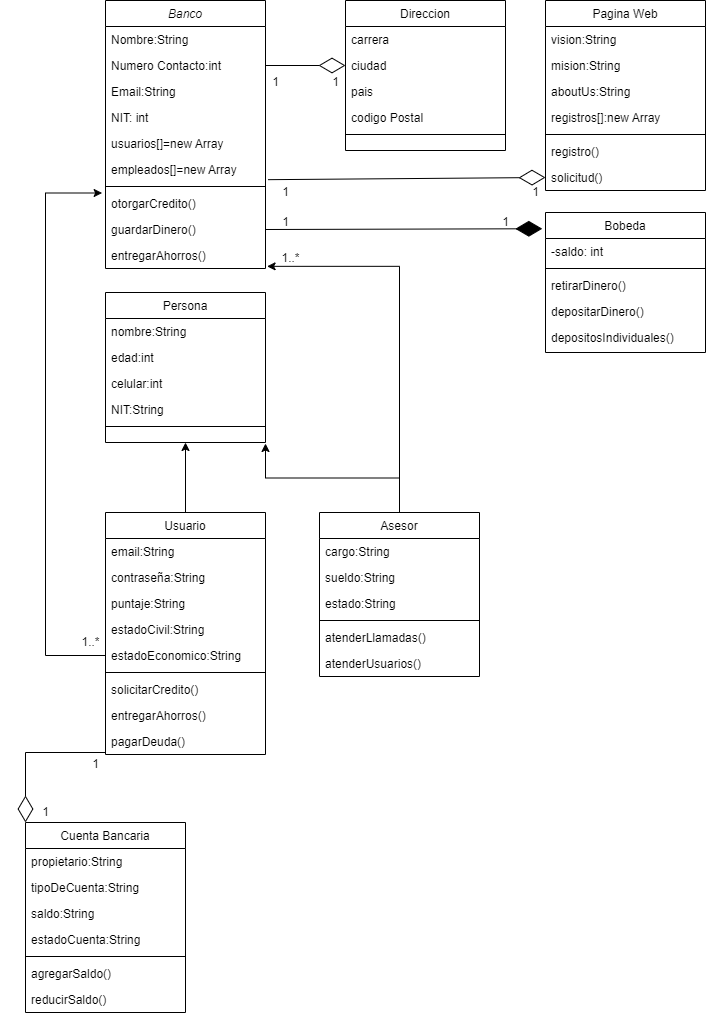 Banco
Nombre:String
Numero Contacto:int
Email:String
NIT: int
usuarios[]=new Array
empleados[]=new Array
otorgarCredito()
guardarDinero()
entregarAhorros()
Direccion
carrera
ciudad
pais
codigo Postal
Pagina Web
vision:String
mision:String
aboutUs:String
registros[]:new Array
registro()
solicitud()
1
1
1
1
1
1
1..*
Bobeda
-saldo: int
retirarDinero()
depositarDinero()
depositosIndividuales()
Persona
nombre:String
edad:int
celular:int
NIT:String
Usuario
email:String
contraseña:String
puntaje:String
estadoCivil:String
estadoEconomico:String
solicitarCredito()
entregarAhorros()
pagarDeuda()
1..*
Asesor
cargo:String
sueldo:String
estado:String
atenderLlamadas()
atenderUsuarios()
1
1
Cuenta Bancaria
propietario:String
tipoDeCuenta:String
saldo:String
estadoCuenta:String
agregarSaldo()
reducirSaldo()